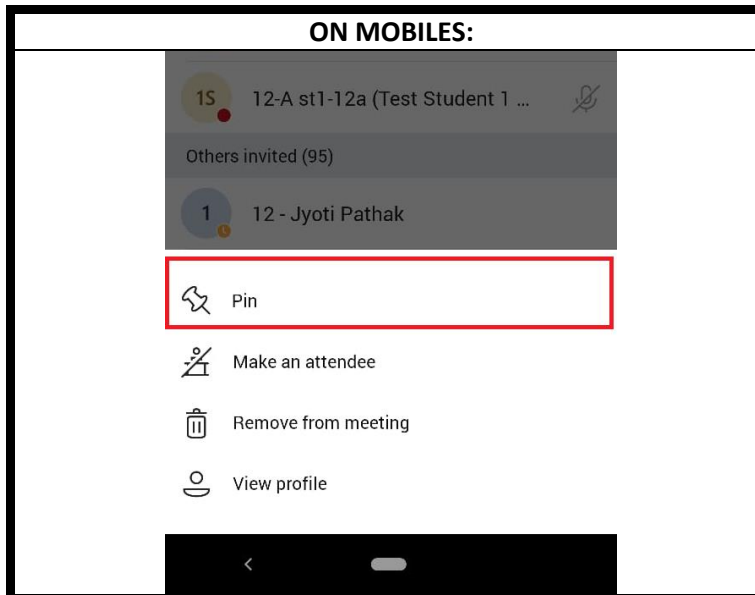 ON MOBILES:
1S 12-A st1-12a (Test Student 1 ...
Others invited (95)
1 12 - Jyoti Pathak
Pin
Make an attendee
Remove from meeting
View profile